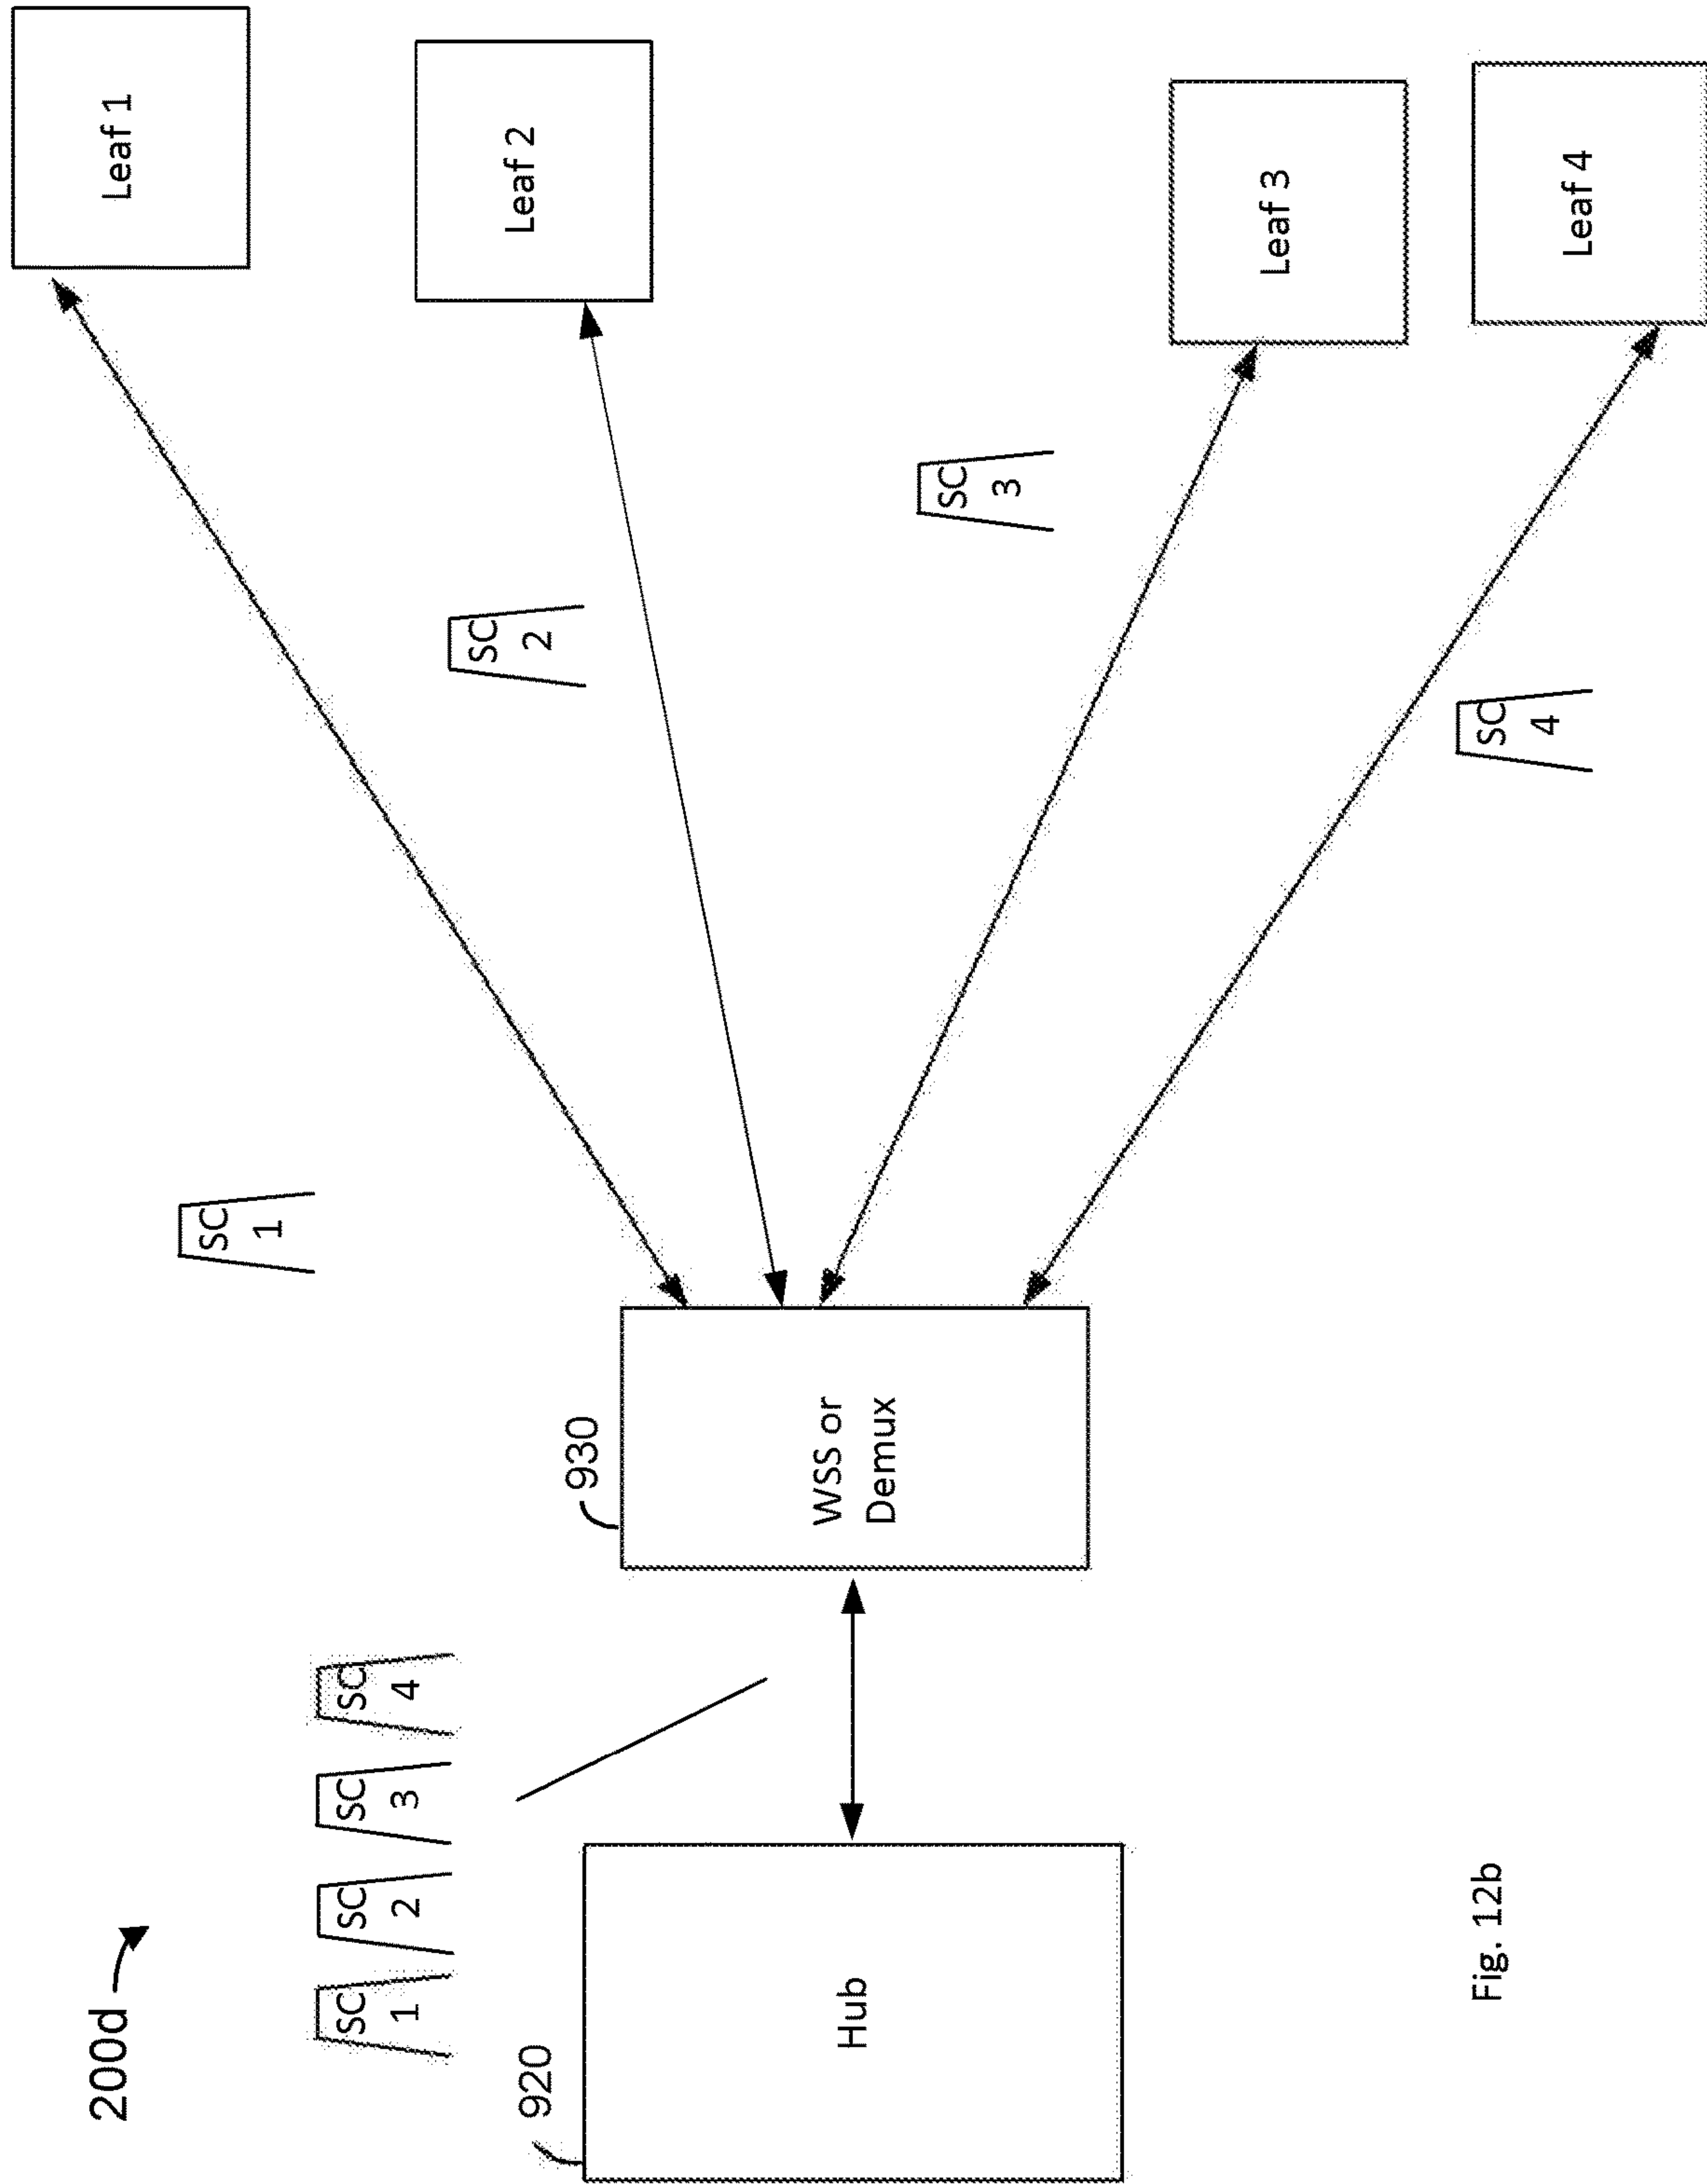 200d
SC
1
SC
2
SC
3
SC
4
920
Hub
930
WSS or
Demux
SC
1
SC
2
SC
3
SC
4
Leaf 1
Leaf 2
Leaf 3
Leaf 4
Fig. 12b